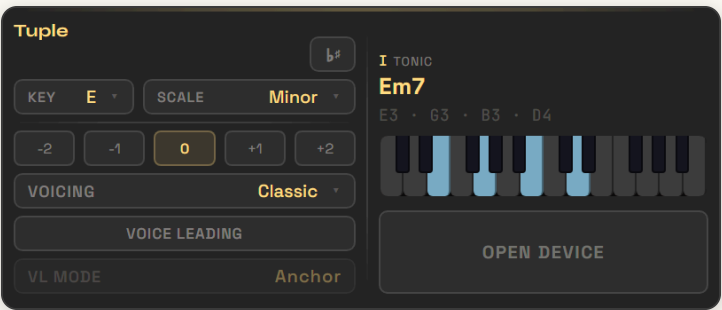 Tuple
♭♯
KEY E ▾ SCALE Minor ▾
-2 -1 0 +1 +2
VOICING Classic ▾
VOICE LEADING
VL MODE Anchor
I TONIC
Em7
E3 · G3 · B3 · D4
OPEN DEVICE